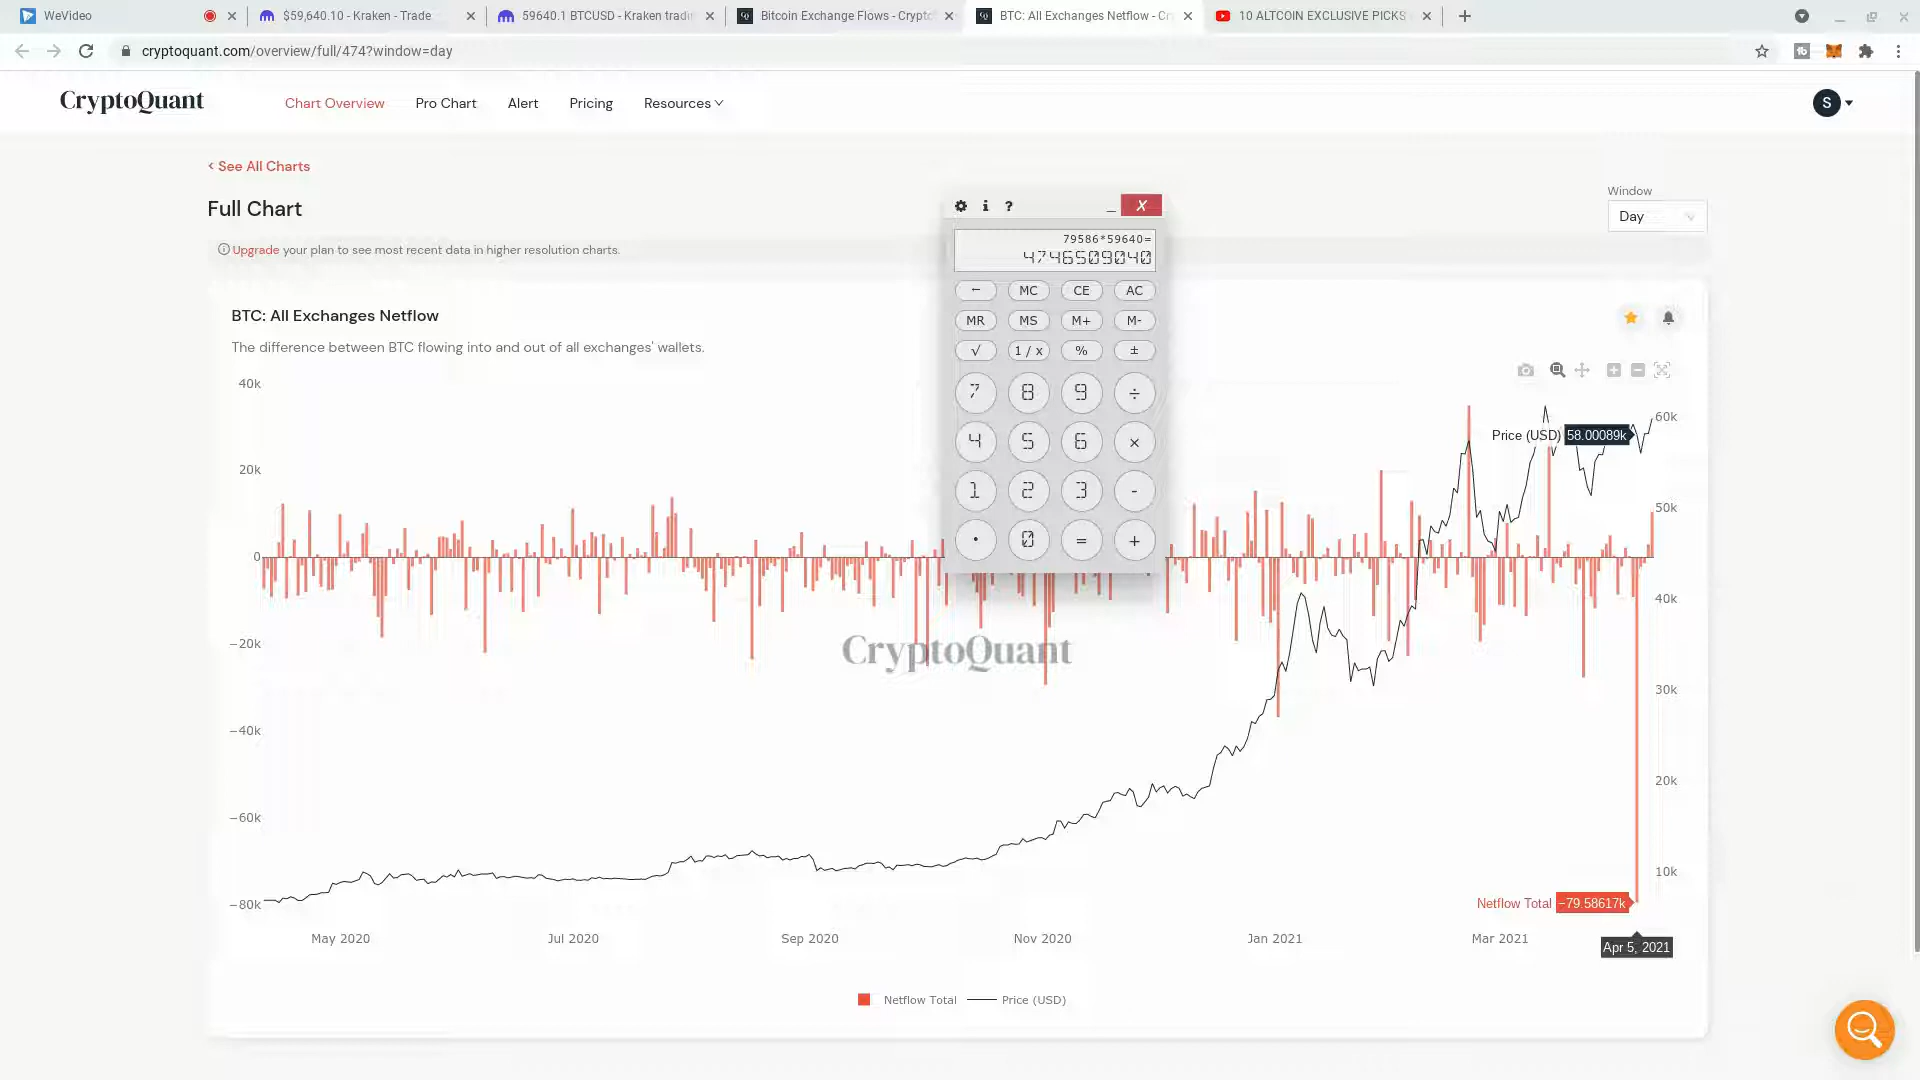 WeVideo
$59,640.10 - Kraken - Trade
59640.1 BTCUSD - Kraken tradi
Bitcoin Exchange Flows - Crypto
BTC: All Exchanges Netflow - Cr
10 ALTCOIN EXCLUSIVE PICKS
cryptoquant.com/overview/full/474?window=day
CryptoQuant
Chart Overview
Pro Chart
Alert
Pricing
Resources
S
< See All Charts
Full Chart
Window
Day
Upgrade your plan to see most recent data in higher resolution charts.
i ? _ X
79586*59640=
4746509040
← MC CE AC
MR MS M+ M-
√ 1 / x % ±
7 8 9 ÷
4 5 6 ×
1 2 3 -
· 0 = +
BTC: All Exchanges Netflow
The difference between BTC flowing into and out of all exchanges' wallets.
40k
20k
0
−20k
−40k
−60k
−80k
60k
50k
40k
30k
20k
10k
Price (USD) 58.00089k
CryptoQuant
Netflow Total −79.58617k
May 2020
Jul 2020
Sep 2020
Nov 2020
Jan 2021
Mar 2021
Apr 5, 2021
Netflow Total
Price (USD)